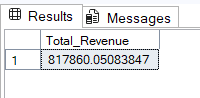 Results Messages
Total_Revenue
1 817860.05083847